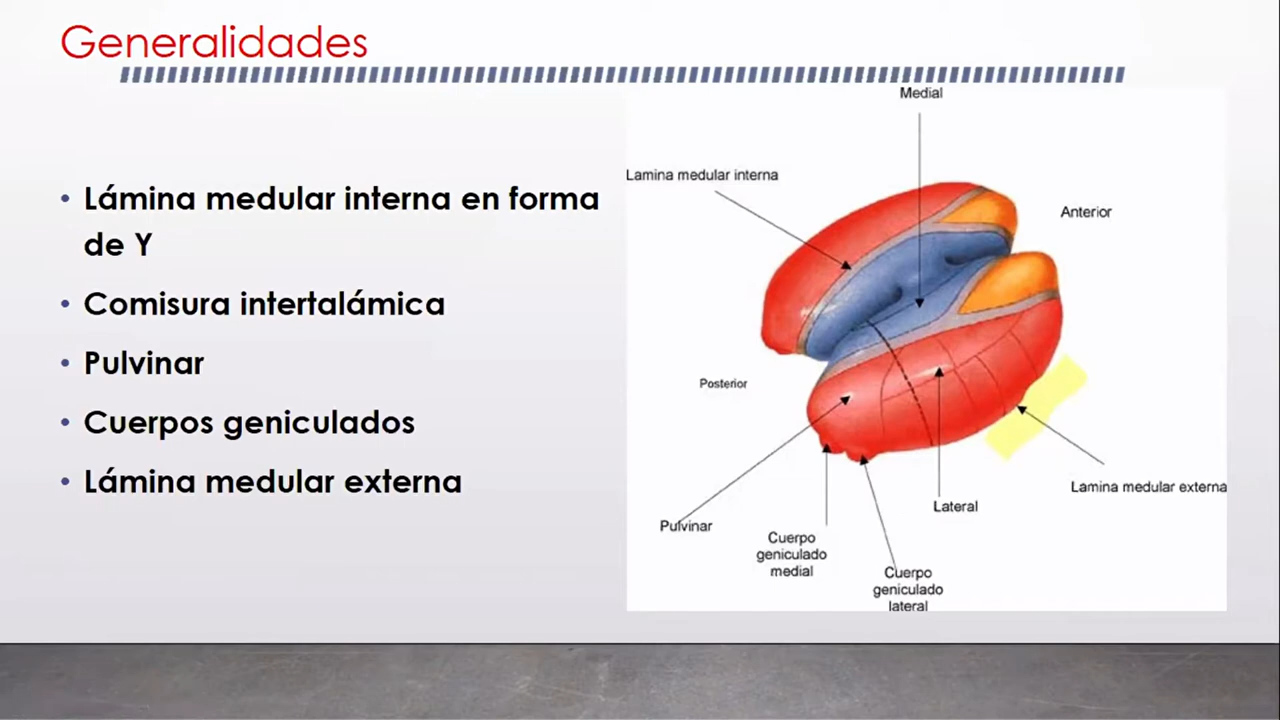 Generalidades
Lámina medular interna en forma
de Y
Comisura intertalámica
Pulvinar
Cuerpos geniculados
Lámina medular externa
Medial
Lamina medular interna
Anterior
Posterior
Lamina medular externa
Lateral
Pulvinar
Cuerpo
geniculado
medial
Cuerpo
geniculado
lateral